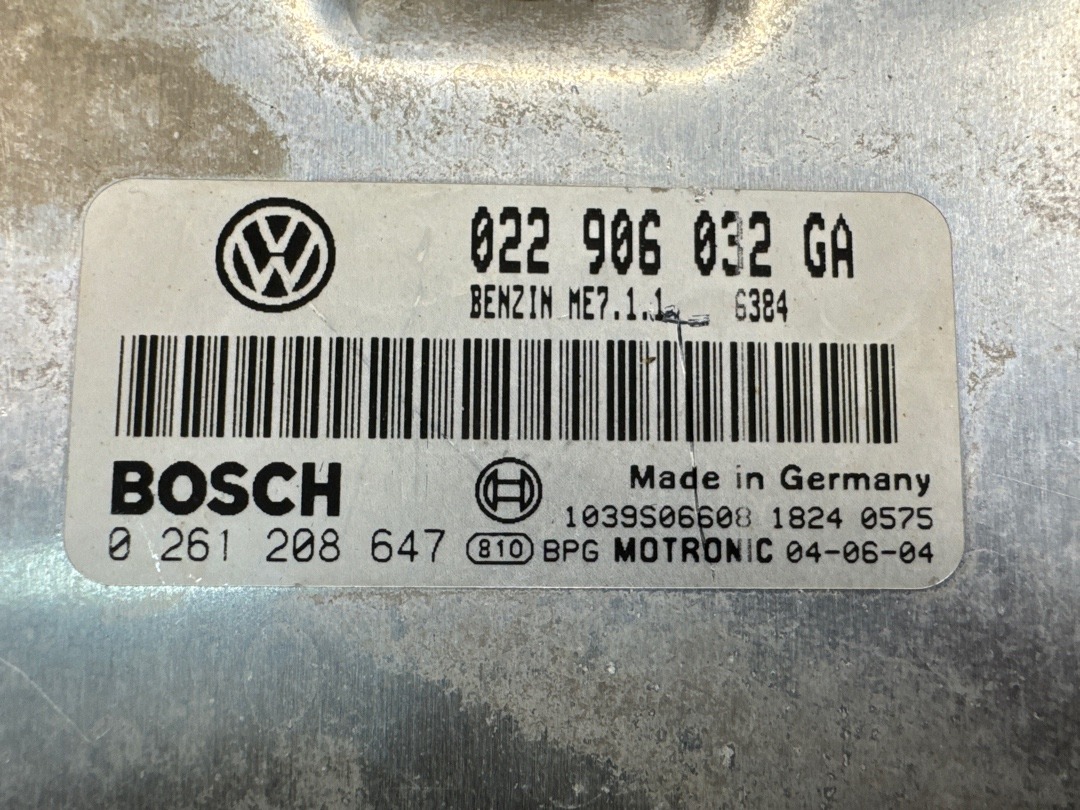 022 906 032 GA
BENZIN ME7.1.1 6384
BOSCH
Made in Germany
1039S06608 1824 0575
0 261 208 647 810 BPG MOTRONIC 04-06-04